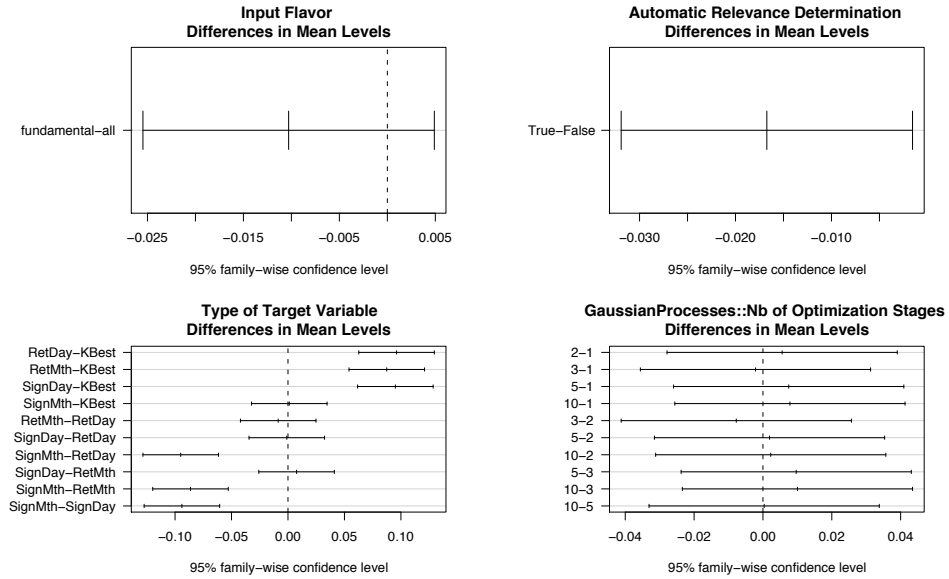 Input Flavor
Differences in Mean Levels
fundamental−all
−0.025 −0.015 −0.005 0.005
95% family−wise confidence level
Automatic Relevance Determination
Differences in Mean Levels
True−False
−0.030 −0.020 −0.010
95% family−wise confidence level
Type of Target Variable
Differences in Mean Levels
RetDay−KBest
RetMth−KBest
SignDay−KBest
SignMth−KBest
RetMth−RetDay
SignDay−RetDay
SignMth−RetDay
SignDay−RetMth
SignMth−RetMth
SignMth−SignDay
−0.10 −0.05 0.00 0.05 0.10
95% family−wise confidence level
GaussianProcesses::Nb of Optimization Stages
Differences in Mean Levels
2−1
3−1
5−1
10−1
3−2
5−2
10−2
5−3
10−3
10−5
−0.04 −0.02 0.00 0.02 0.04
95% family−wise confidence level